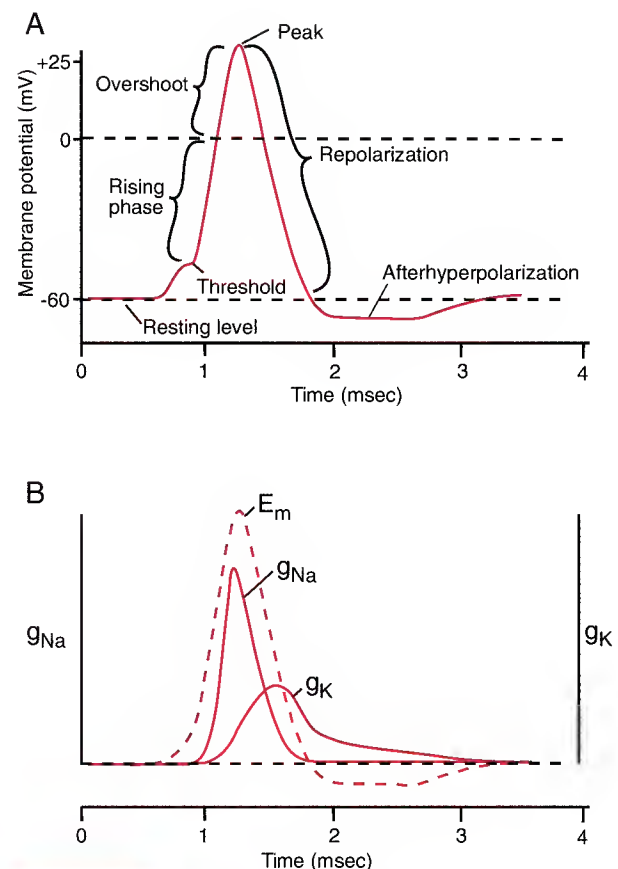 A
Peak
+25
Overshoot
Membrane potential (mV)
0
Repolarization
Rising
phase
Afterhyperpolarization
Threshold
-60
Resting level
0 1 2 3 4
Time (msec)
B
Em
gNa
gNa
gK
gK
0 1 2 3 4
Time (msec)